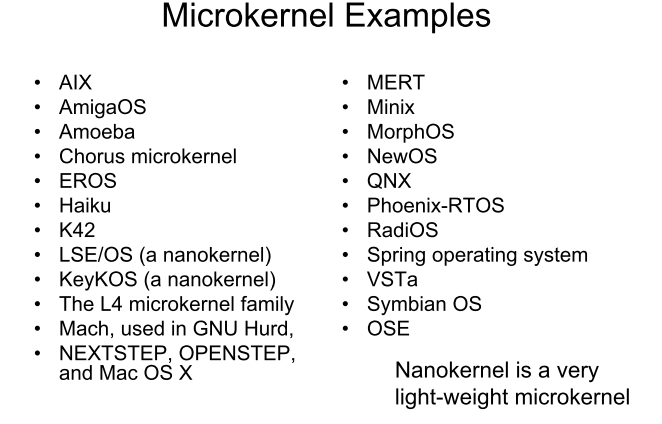 Microkernel Examples
• AIX
• AmigaOS
• Amoeba
• Chorus microkernel
• EROS
• Haiku
• K42
• LSE/OS (a nanokernel)
• KeyKOS (a nanokernel)
• The L4 microkernel family
• Mach, used in GNU Hurd,
• NEXTSTEP, OPENSTEP,
and Mac OS X
• MERT
• Minix
• MorphOS
• NewOS
• QNX
• Phoenix-RTOS
• RadiOS
• Spring operating system
• VSTa
• Symbian OS
• OSE
Nanokernel is a very
light-weight microkernel